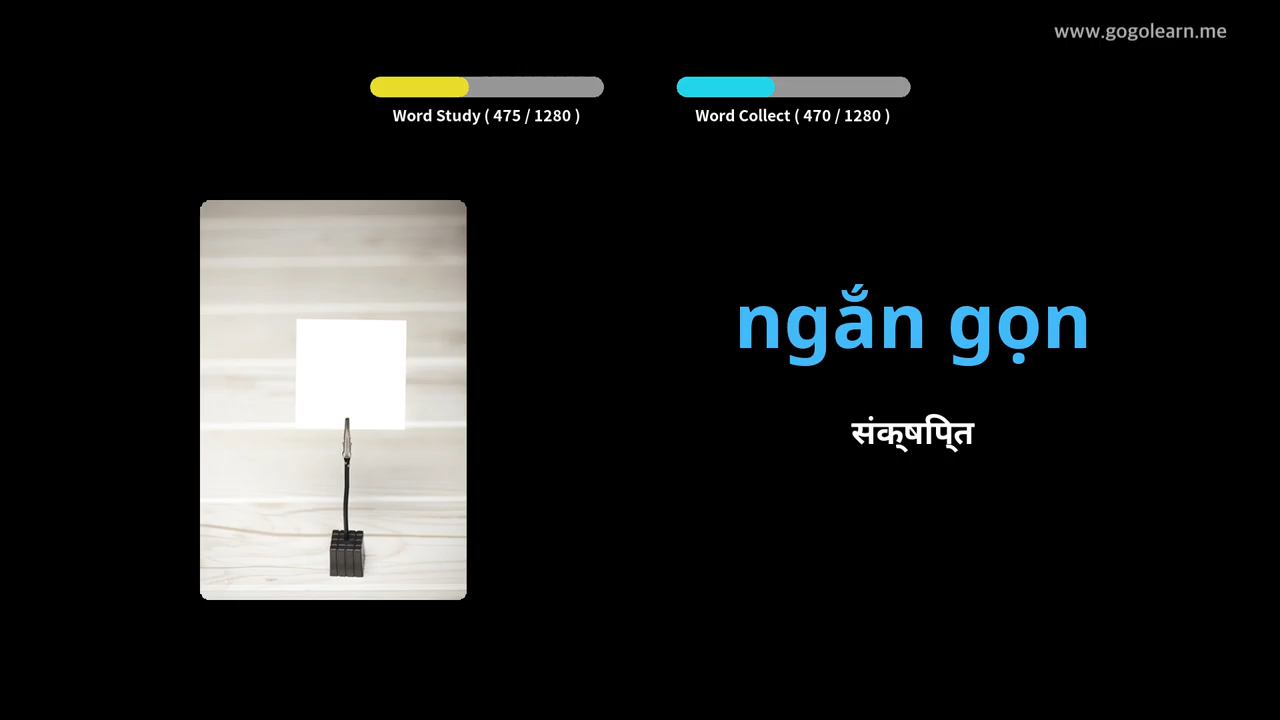 www.gogolearn.me
Word Study ( 475 / 1280 )
Word Collect ( 470 / 1280 )
ngắn gọn
संक्षिप्त